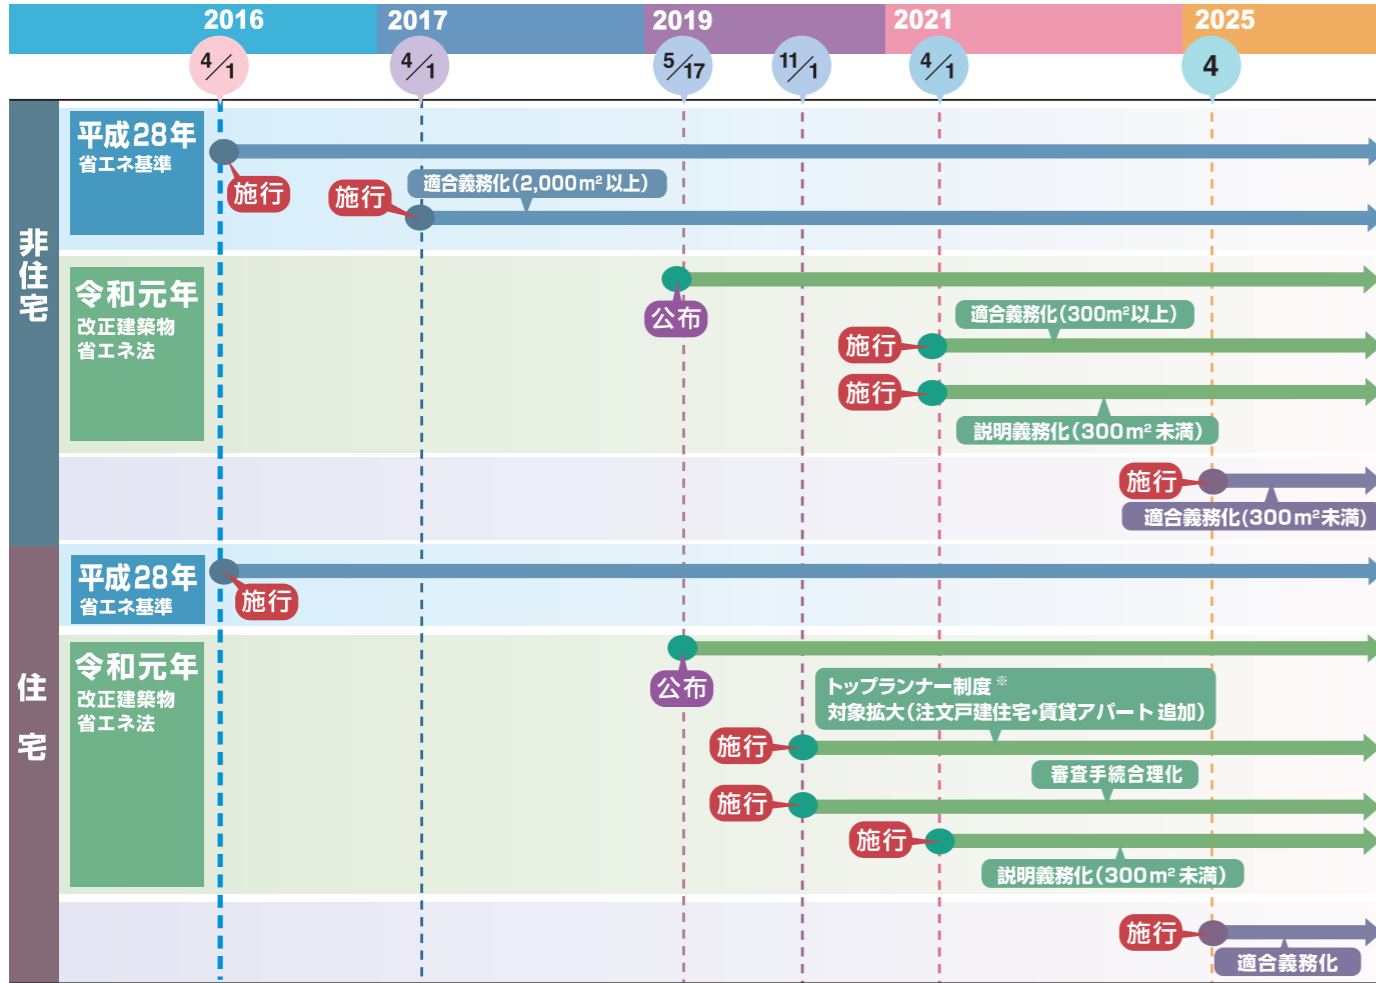 2016
2017
2019
2021
2025
4/1
4/1
5/17
11/1
4/1
4
非住宅
平成28年
省エネ基準
施行
施行
適合義務化(2,000m²以上)
令和元年
改正建築物
省エネ法
公布
適合義務化(300m²以上)
施行
施行
説明義務化(300m²未満)
施行
適合義務化(300m²未満)
住宅
平成28年
省エネ基準
施行
令和元年
改正建築物
省エネ法
公布
トップランナー制度※
対象拡大(注文戸建住宅・賃貸アパート 追加)
施行
審査手続合理化
施行
施行
説明義務化(300m²未満)
施行
適合義務化